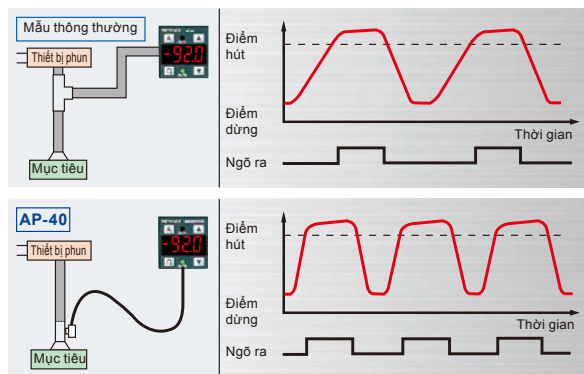 Mẫu thông thường
Thiết bị phun
-92.0
Mục tiêu
Điểm
hút
Điểm
dừng
Thời gian
Ngõ ra
AP-40
Thiết bị phun
-92.0
Mục tiêu
Điểm
hút
Điểm
dừng
Thời gian
Ngõ ra